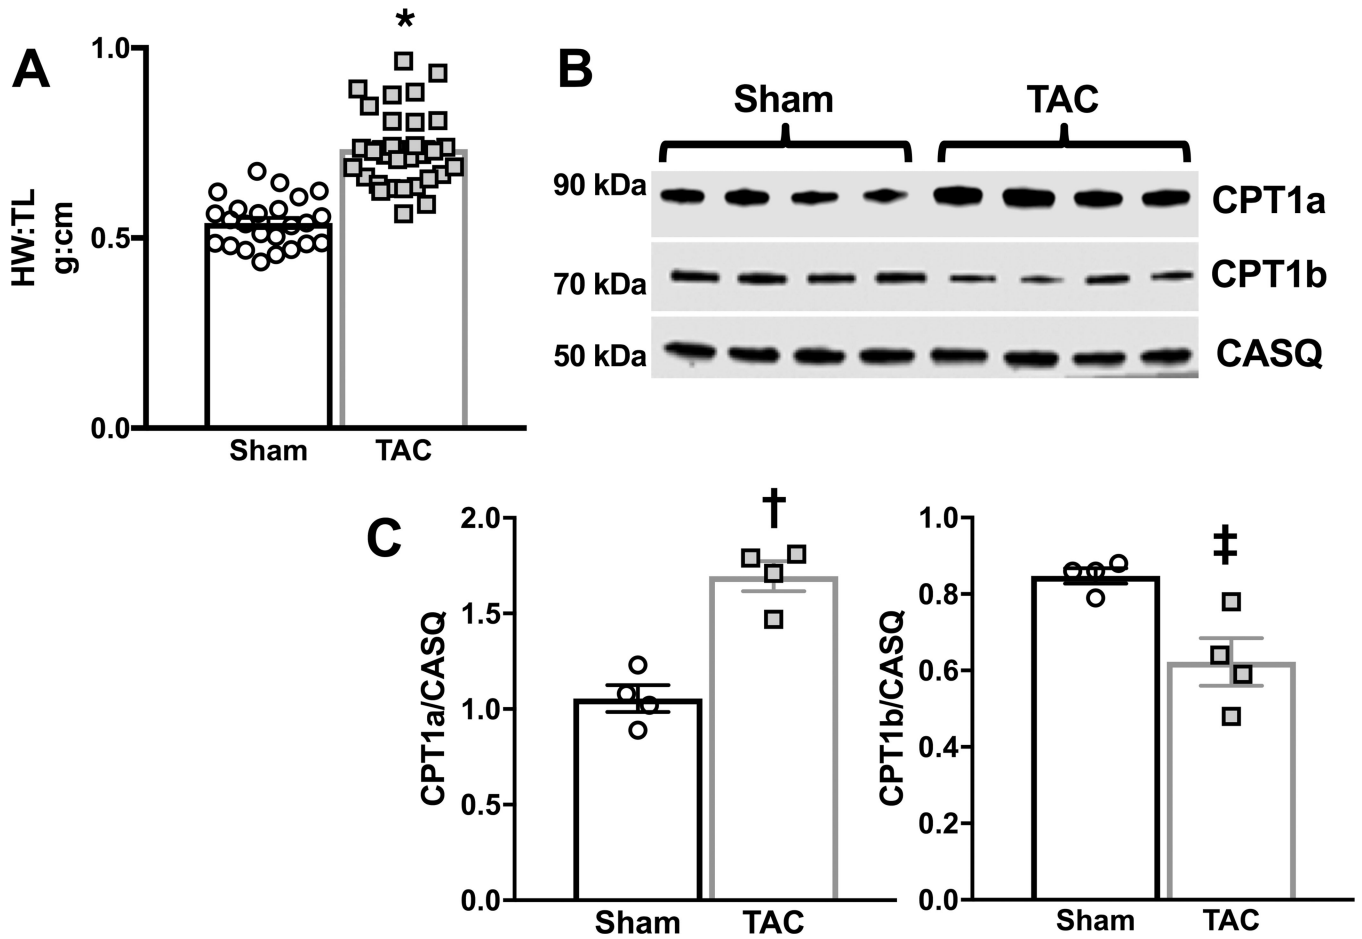 A
HW:TL
g:cm
1.0
0.5
0.0
*
Sham
TAC
B
Sham
TAC
90 kDa
CPT1a
70 kDa
CPT1b
50 kDa
CASQ
C
CPT1a/CASQ
2.0
1.5
1.0
0.5
0.0
†
Sham
TAC
CPT1b/CASQ
1.0
0.8
0.6
0.4
0.2
0.0
‡
Sham
TAC